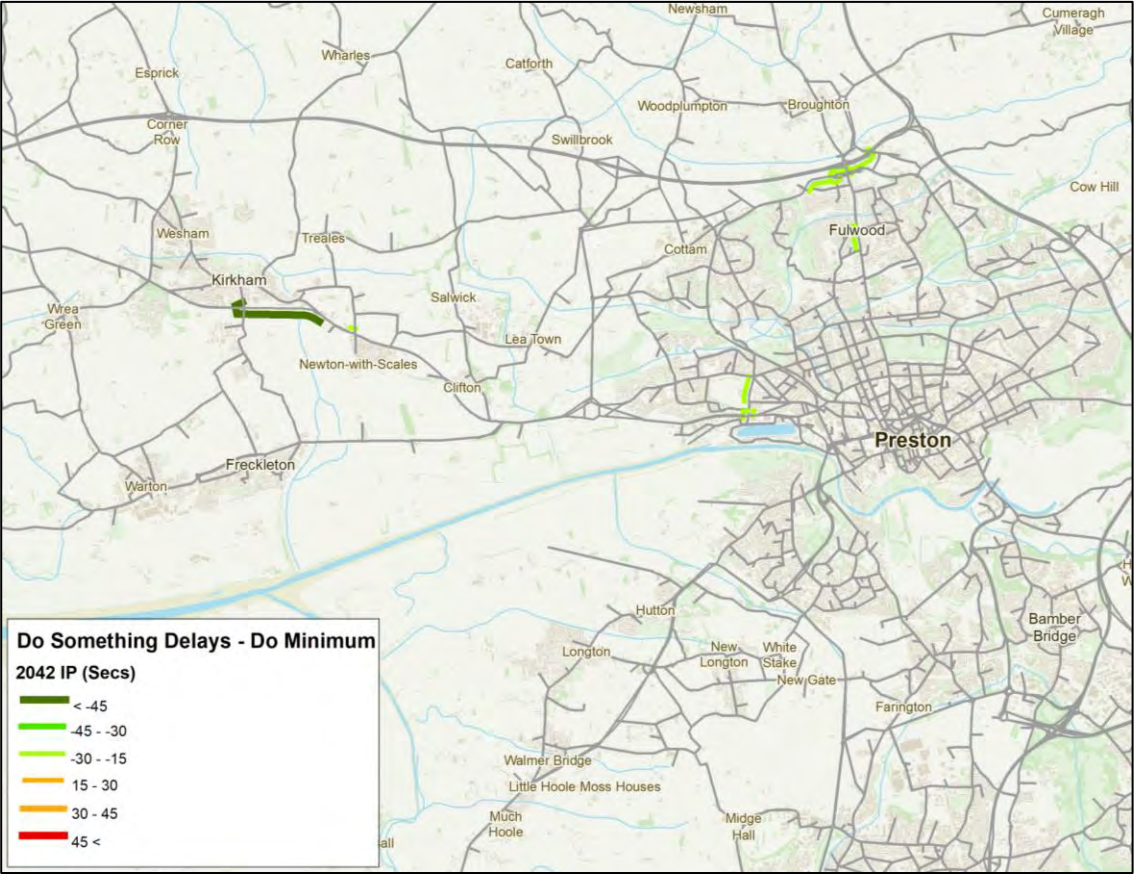 Newsham
Cumeragh
Village
Wharles
Catforth
Esprick
Woodplumpton
Broughton
Corner
Row
Swillbrook
Cow Hill
Wesham
Treales
Fulwood
Cottam
Kirkham
Salwick
Wrea
Green
Lea Town
Newton-with-Scales
Clifton
Preston
Freckleton
Warton
Hutton
Bamber
Bridge
Longton
New
Longton
White
Stake
New Gate
Farington
Walmer Bridge
Little Hoole Moss Houses
Much
Hoole
Midge
Hall
Do Something Delays - Do Minimum
2042 IP (Secs)
< -45
-45 - -30
-30 - -15
15 - 30
30 - 45
45 <